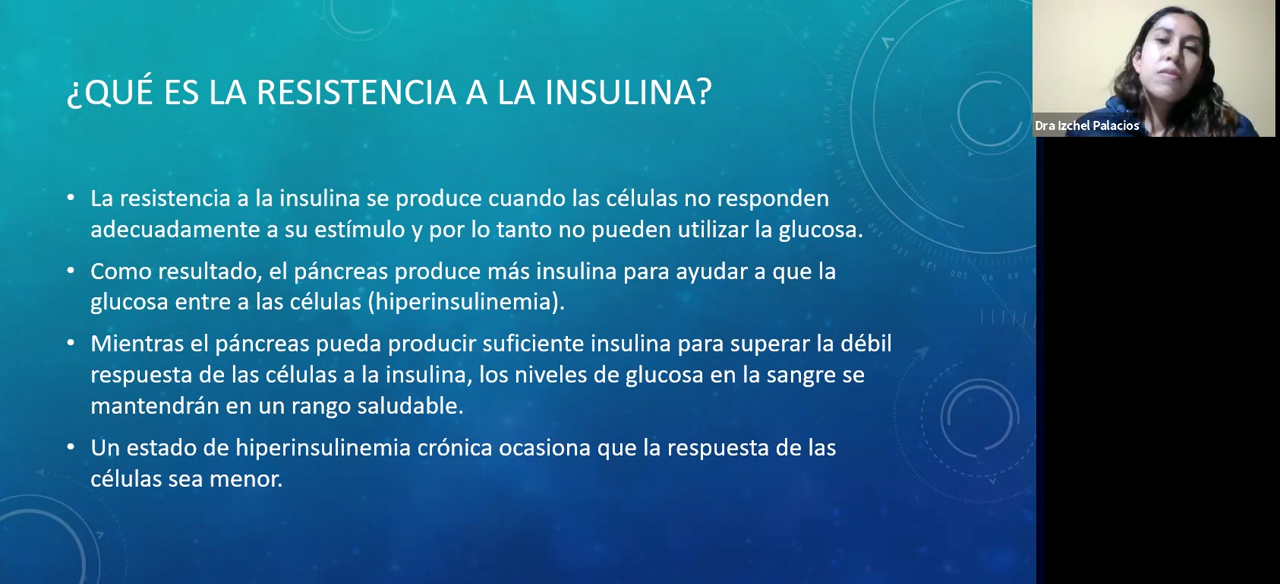 ¿QUÉ ES LA RESISTENCIA A LA INSULINA?
• La resistencia a la insulina se produce cuando las células no responden
adecuadamente a su estímulo y por lo tanto no pueden utilizar la glucosa.
• Como resultado, el páncreas produce más insulina para ayudar a que la
glucosa entre a las células (hiperinsulinemia).
• Mientras el páncreas pueda producir suficiente insulina para superar la débil
respuesta de las células a la insulina, los niveles de glucosa en la sangre se
mantendrán en un rango saludable.
• Un estado de hiperinsulinemia crónica ocasiona que la respuesta de las
células sea menor.
Dra Izchel Palacios